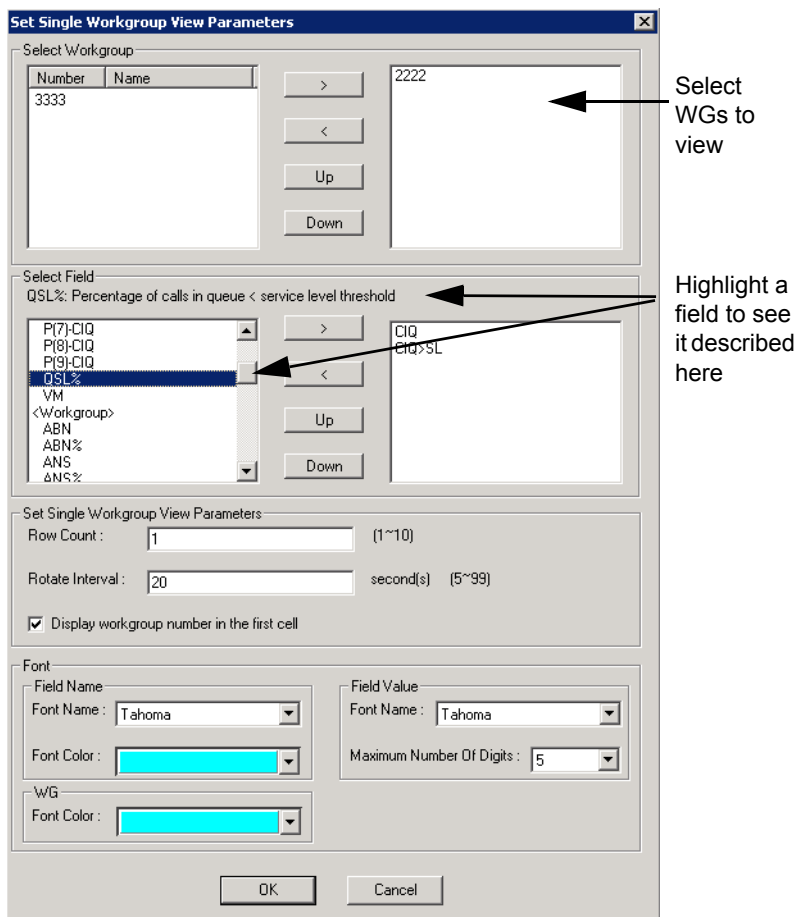 Set Single Workgroup View Parameters
Select Workgroup
Number Name
3333
>
<
Up
Down
2222
Select
WGs to
view
Select Field
QSL%: Percentage of calls in queue < service level threshold
P(7)-CIQ
P(8)-CIQ
P(9)-CIQ
QSL%
VM
<Workgroup>
ABN
ABN%
ANS
ANS%
>
<
Up
Down
CIQ
CIQ>SL
Highlight a
field to see
it described
here
Set Single Workgroup View Parameters
Row Count : 1 (1~10)
Rotate Interval : 20 second(s) (5~99)
Display workgroup number in the first cell
Font
Field Name
Font Name : Tahoma
Font Color :
Field Value
Font Name : Tahoma
Maximum Number Of Digits : 5
WG
Font Color :
OK
Cancel